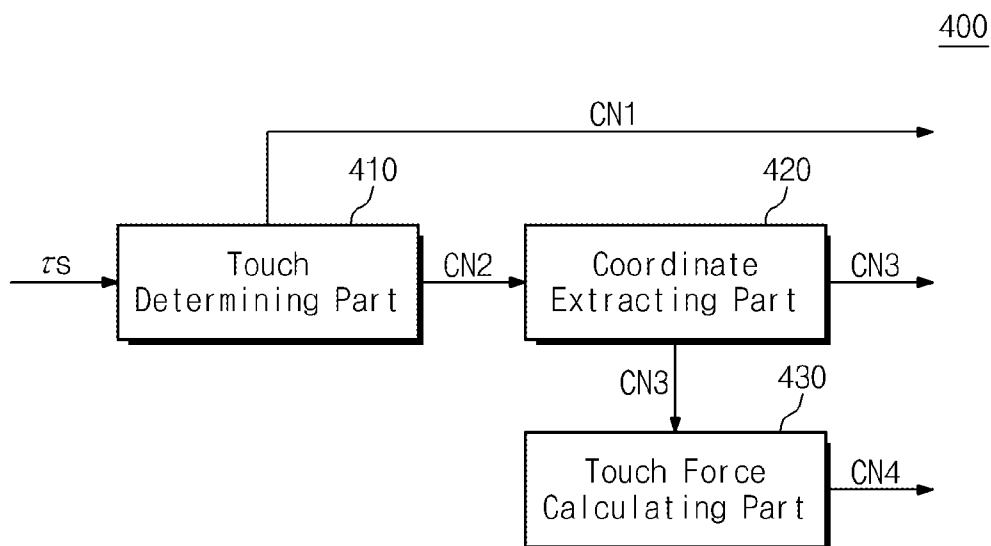 400
CN1
410
420
τs
Touch
Determining Part
CN2
Coordinate
Extracting Part
CN3
CN3
430
Touch Force
Calculating Part
CN4